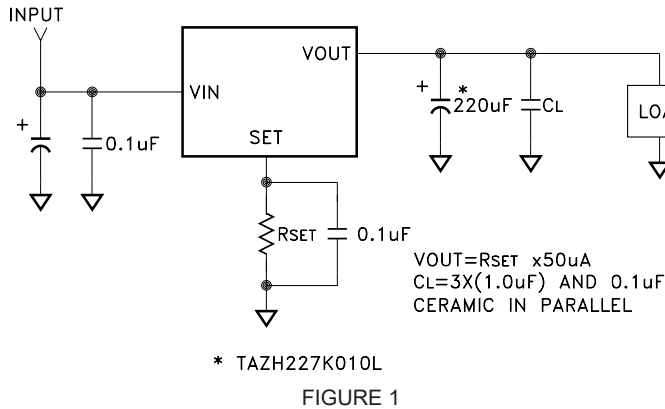 INPUT
VOUT
VIN
SET
+
0.1uF
+
*
220uF
CL
LOA
RSET
0.1uF
VOUT=RSET x50uA
CL=3X(1.0uF) AND 0.1uF
CERAMIC IN PARALLEL
* TAZH227K010L
FIGURE 1